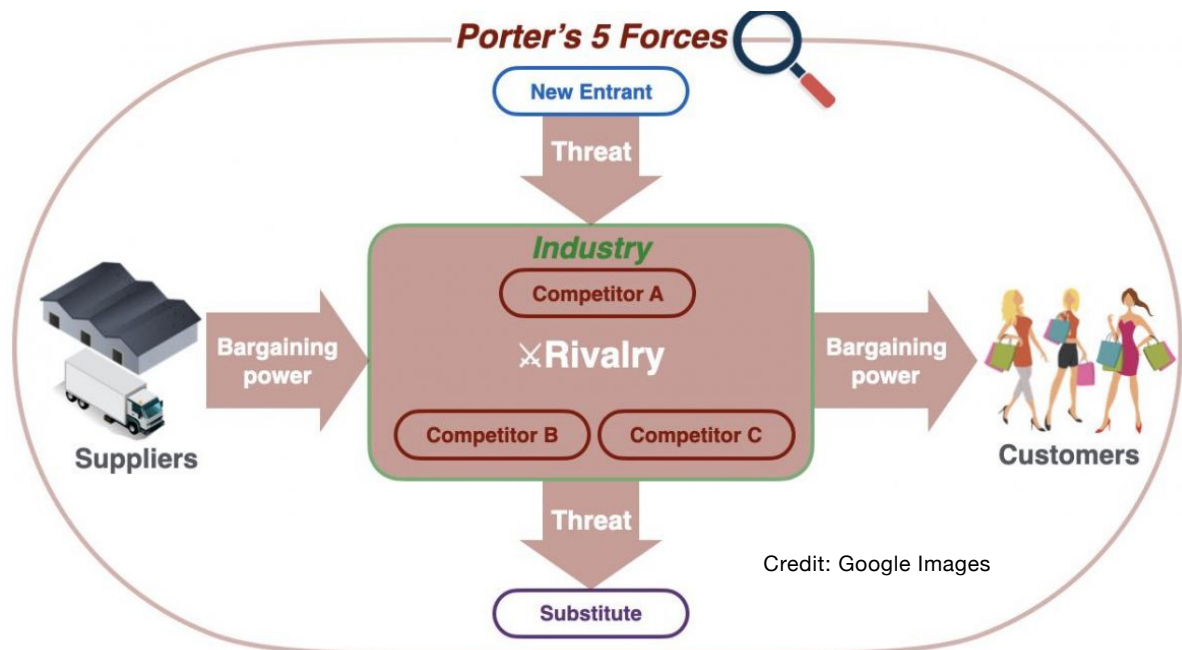 Porter's 5 Forces
New Entrant
Threat
Industry
Competitor A
⚔Rivalry
Bargaining
power
Bargaining
power
Competitor B
Competitor C
Suppliers
Customers
Threat
Credit: Google Images
Substitute